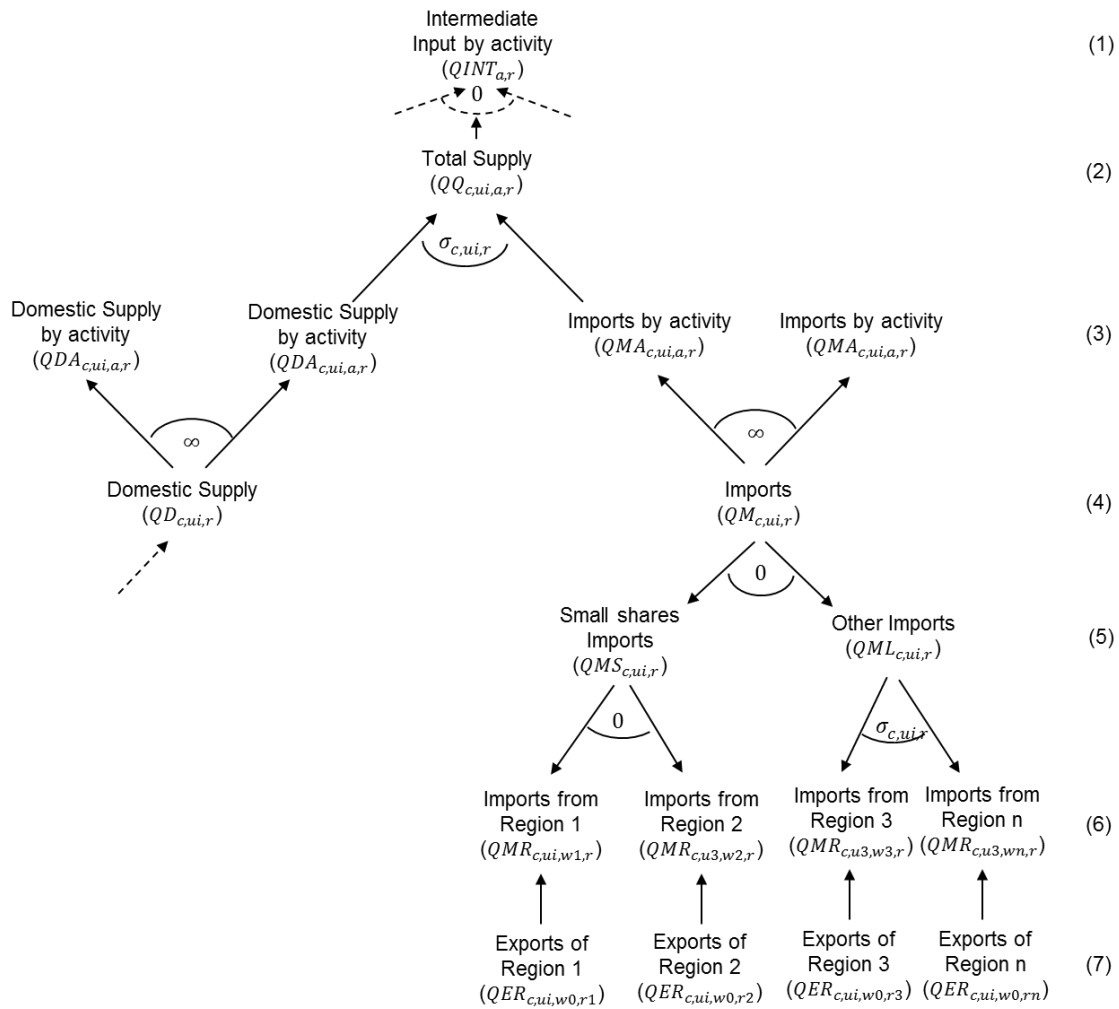 Intermediate
Input by activity
(QINT_{a,r})
(1)
0
Total Supply
(QQ_{c,ui,a,r})
(2)
σ_{c,ui,r}
Domestic Supply
by activity
(QDA_{c,ui,a,r})
Domestic Supply
by activity
(QDA_{c,ui,a,r})
Imports by activity
(QMA_{c,ui,a,r})
Imports by activity
(QMA_{c,ui,a,r})
(3)
∞
∞
Domestic Supply
(QD_{c,ui,r})
Imports
(QM_{c,ui,r})
(4)
0
Small shares
Imports
(QMS_{c,ui,r})
Other Imports
(QML_{c,ui,r})
(5)
0
σ_{c,ui,r}
Imports from
Region 1
(QMR_{c,ui,w1,r})
Imports from
Region 2
(QMR_{c,u3,w2,r})
Imports from
Region 3
(QMR_{c,u3,w3,r})
Imports from
Region n
(QMR_{c,u3,wn,r})
(6)
Exports of
Region 1
(QER_{c,ui,w0,r1})
Exports of
Region 2
(QER_{c,ui,w0,r2})
Exports of
Region 3
(QER_{c,ui,w0,r3})
Exports of
Region n
(QER_{c,ui,w0,rn})
(7)